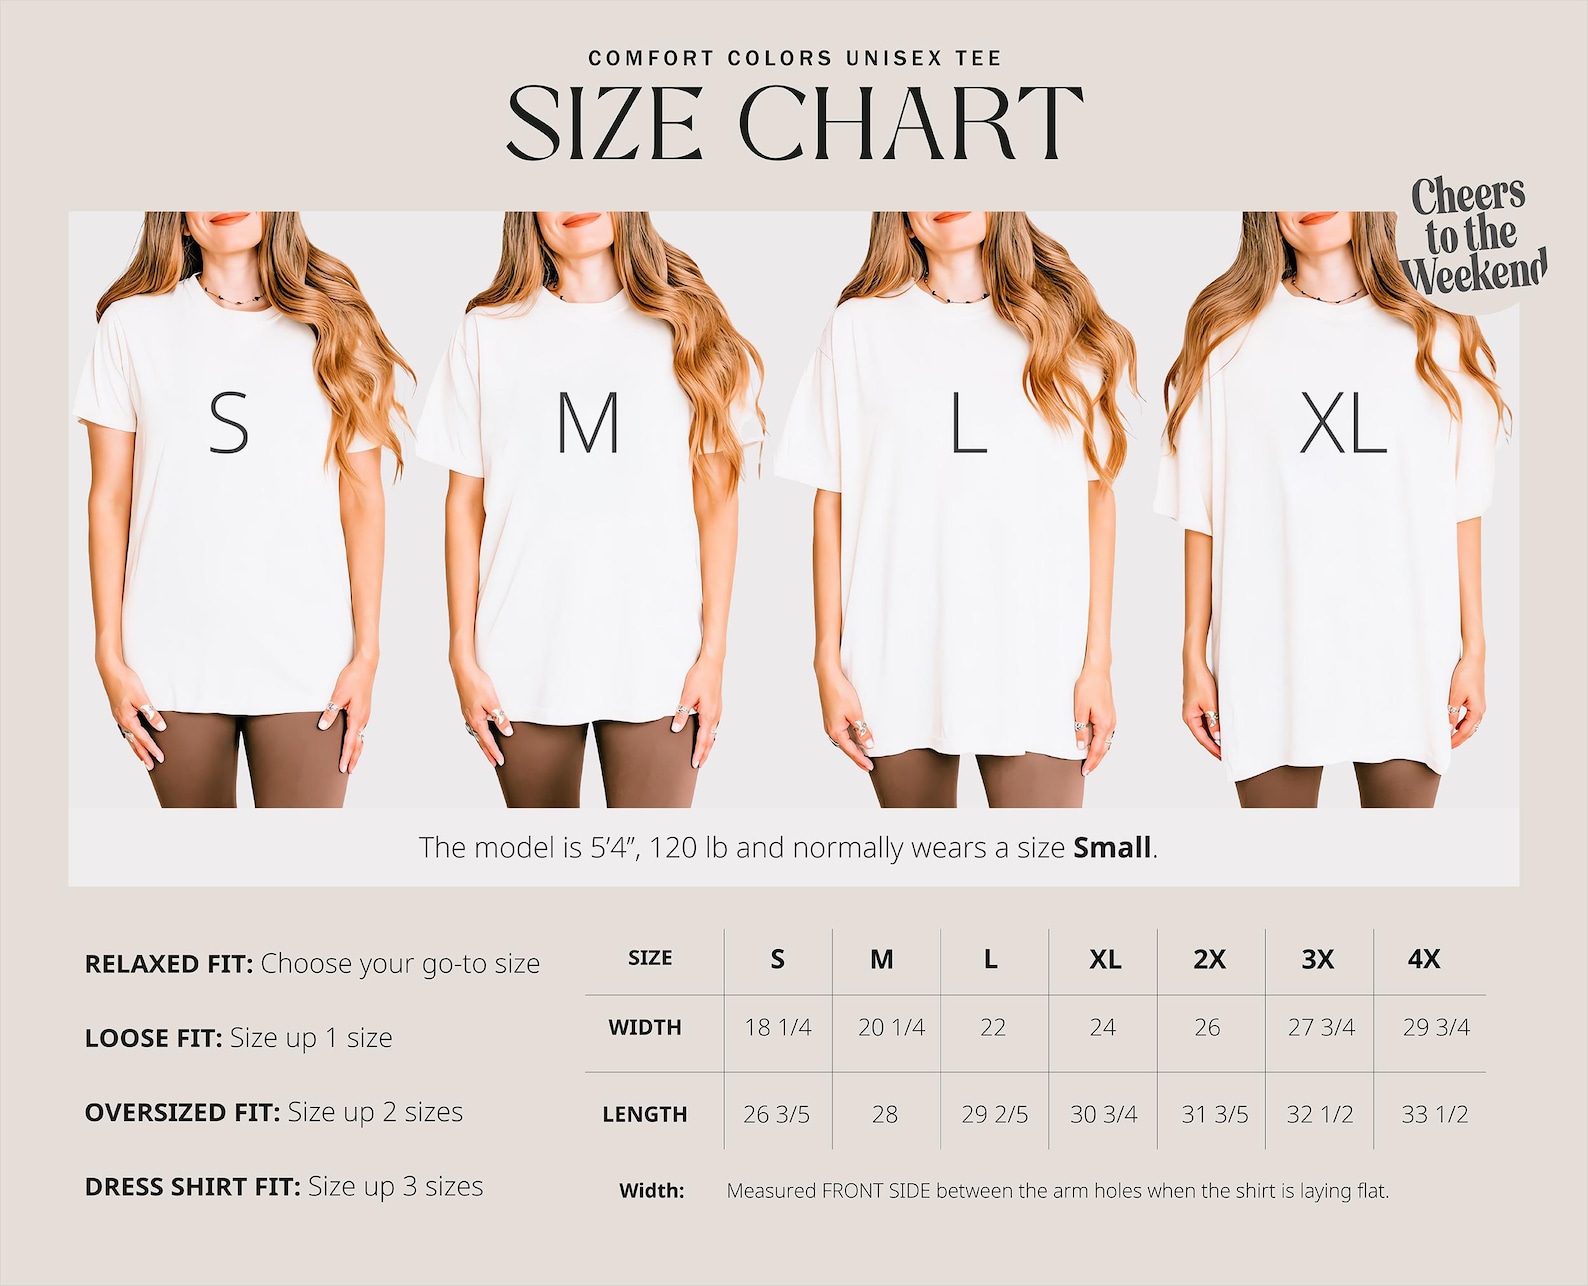 COMFORT COLORS UNISEX TEE
SIZE CHART
Cheers
to the
Weekend
S M L XL
The model is 5'4”, 120 lb and normally wears a size Small.
RELAXED FIT: Choose your go-to size
LOOSE FIT: Size up 1 size
OVERSIZED FIT: Size up 2 sizes
DRESS SHIRT FIT: Size up 3 sizes
SIZE S M L XL 2X 3X 4X
WIDTH 18 1/4 20 1/4 22 24 26 27 3/4 29 3/4
LENGTH 26 3/5 28 29 2/5 30 3/4 31 3/5 32 1/2 33 1/2
Width: Measured FRONT SIDE between the arm holes when the shirt is laying flat.